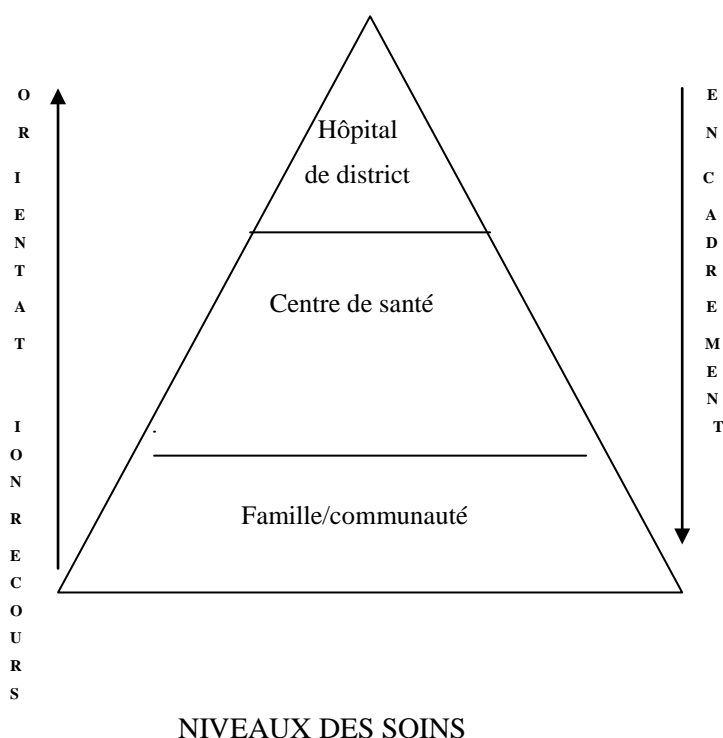 ORIENTATION RECOURS
Hôpital
de district
Centre de santé
Famille/communauté
ENCADREMENT
NIVEAUX DES SOINS